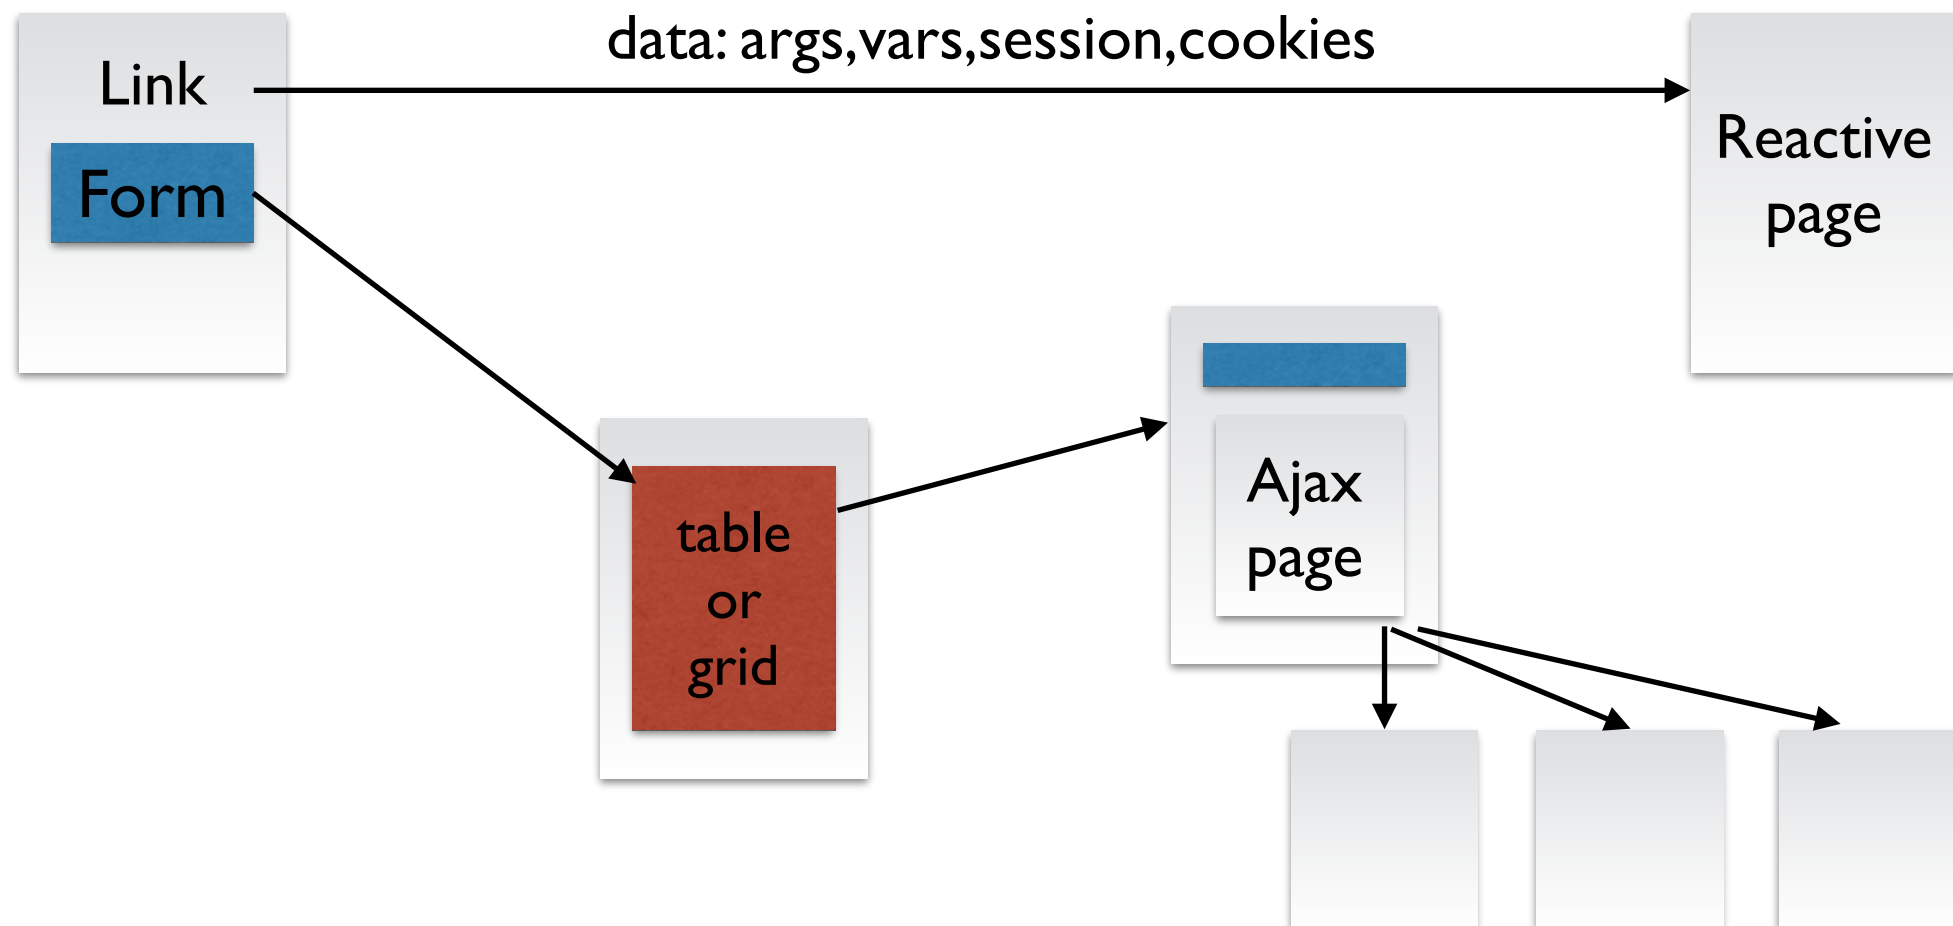 data: args,vars,session,cookies
Link
Form
Reactive
page
table
or
grid
Ajax
page